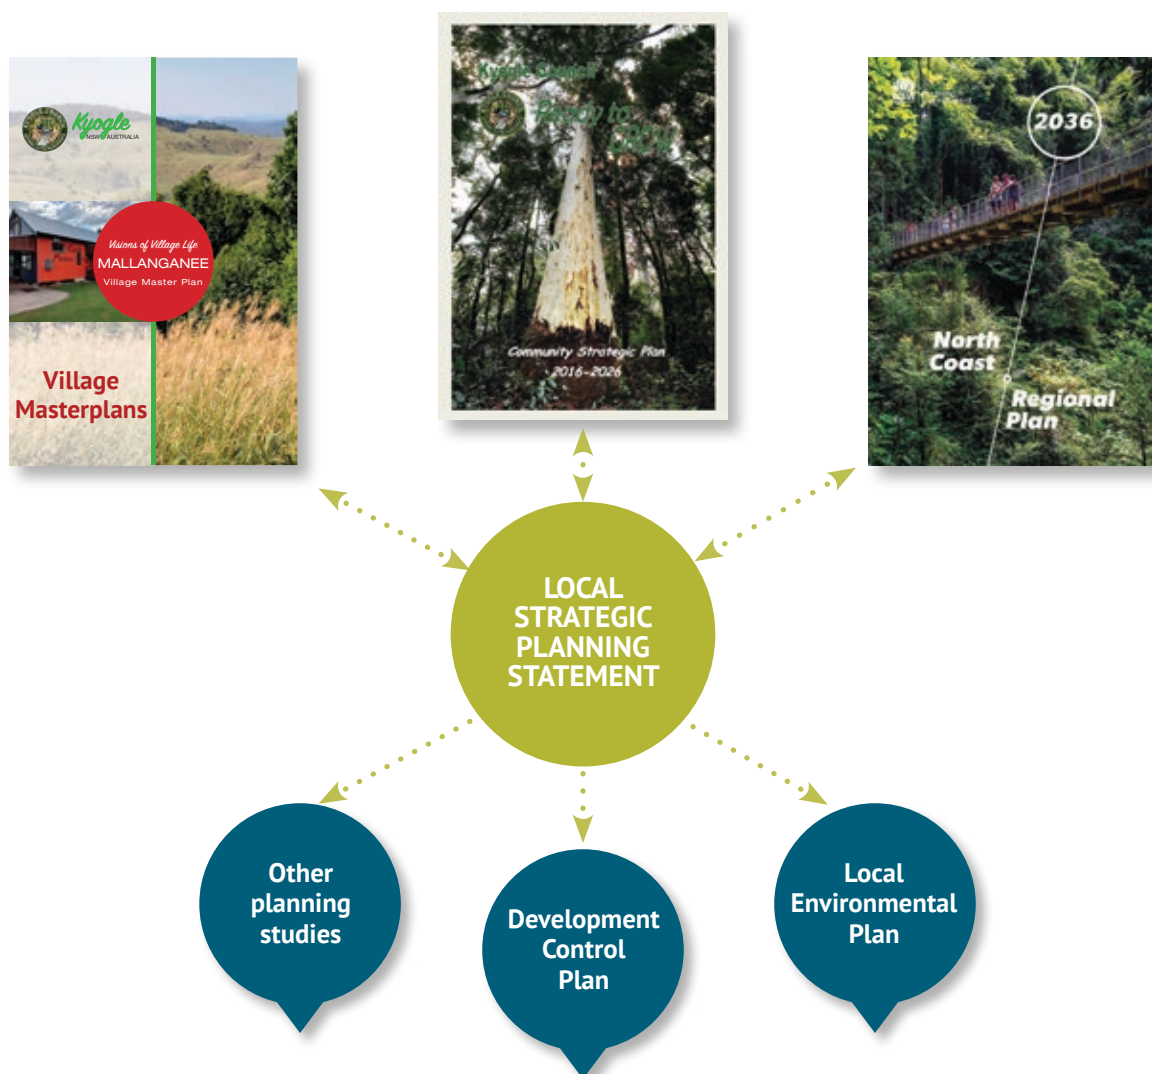 Kyogle
NSW AUSTRALIA
Visions of Village Life
MALLANGANEE
Village Master Plan
Village
Masterplans
Kyogle Council
Ready to
Community Strategic Plan
2016-2026
2036
North
Coast
Regional
Plan
LOCAL
STRATEGIC
PLANNING
STATEMENT
Other
planning
studies
Development
Control
Plan
Local
Environmental
Plan